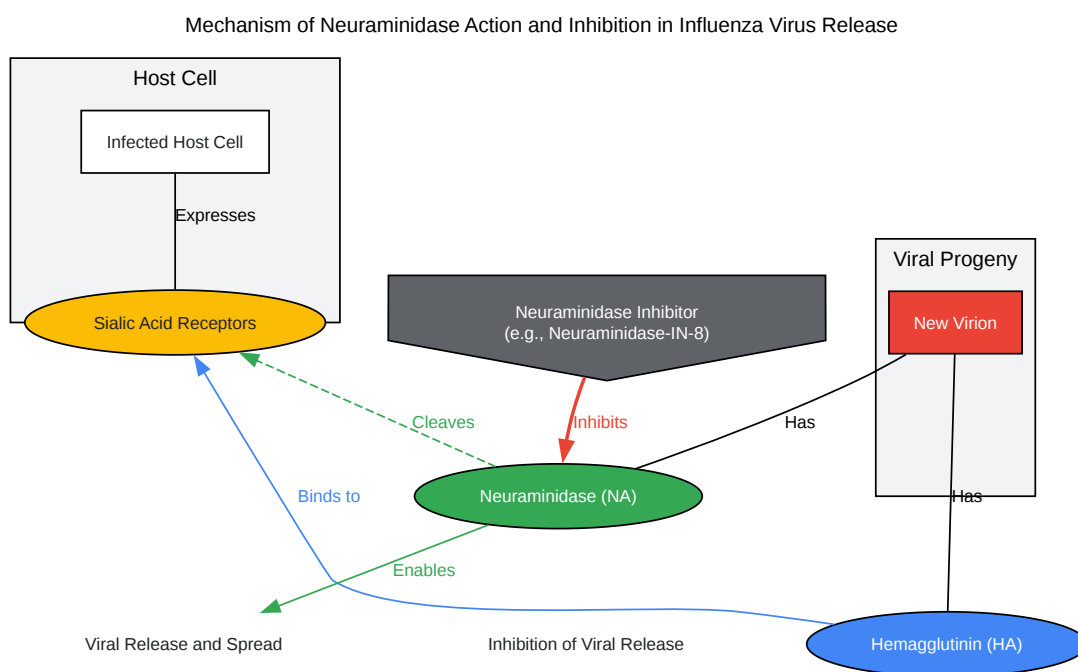 Mechanism of Neuraminidase Action and Inhibition in Influenza Virus Release
Host Cell
Infected Host Cell
Expresses
Sialic Acid Receptors
Viral Progeny
New Virion
Neuraminidase Inhibitor
(e.g., Neuraminidase-IN-8)
Cleaves
Inhibits
Has
Neuraminidase (NA)
Binds to
Has
Enables
Viral Release and Spread
Inhibition of Viral Release
Hemagglutinin (HA)